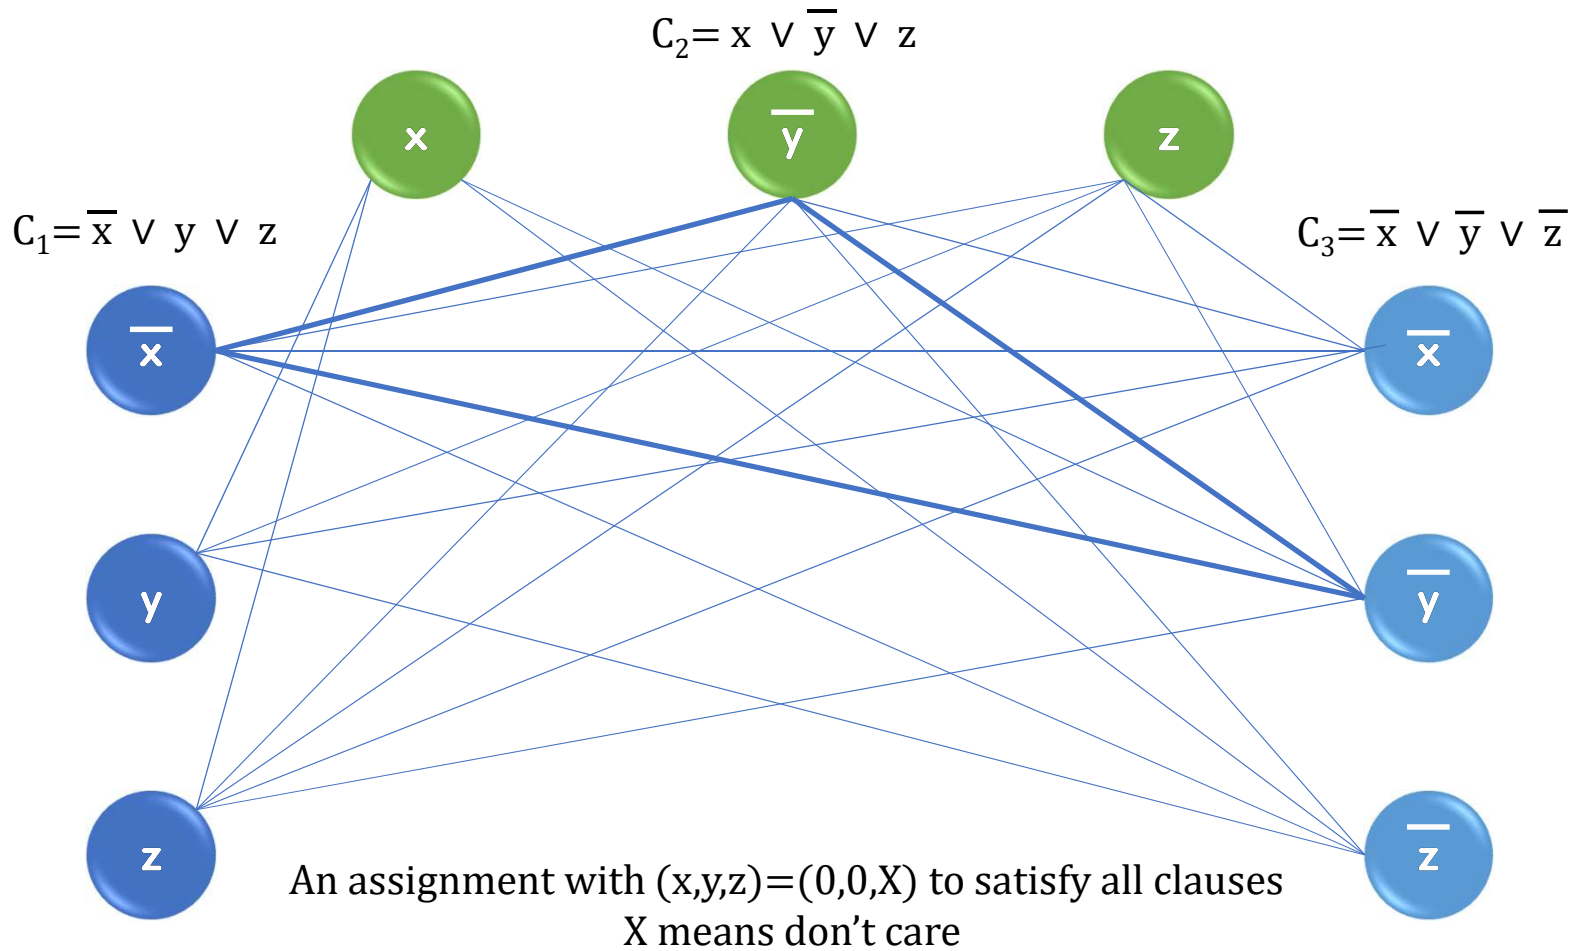 C₂= x ∨ y̅ ∨ z
x
y̅
z
C₁= x̅ ∨ y ∨ z
C₃= x̅ ∨ y̅ ∨ z̅
x̅
x̅
y
y̅
z
z̅
An assignment with (x,y,z)=(0,0,X) to satisfy all clauses
X means don’t care